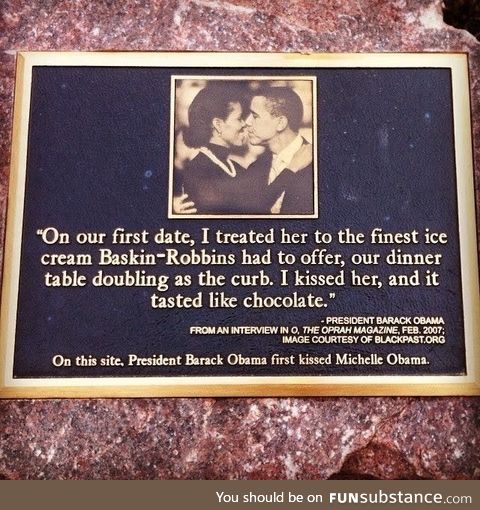 "On our first date, I treated her to the finest ice
cream Baskin-Robbins had to offer, our dinner
table doubling as the curb. I kissed her, and it
tasted like chocolate."
- PRESIDENT BARACK OBAMA
FROM AN INTERVIEW IN O, THE OPRAH MAGAZINE, FEB. 2007;
IMAGE COURTESY OF BLACKPAST.ORG
On this site, President Barack Obama first kissed Michelle Obama.
You should be on FUNsubstance.com